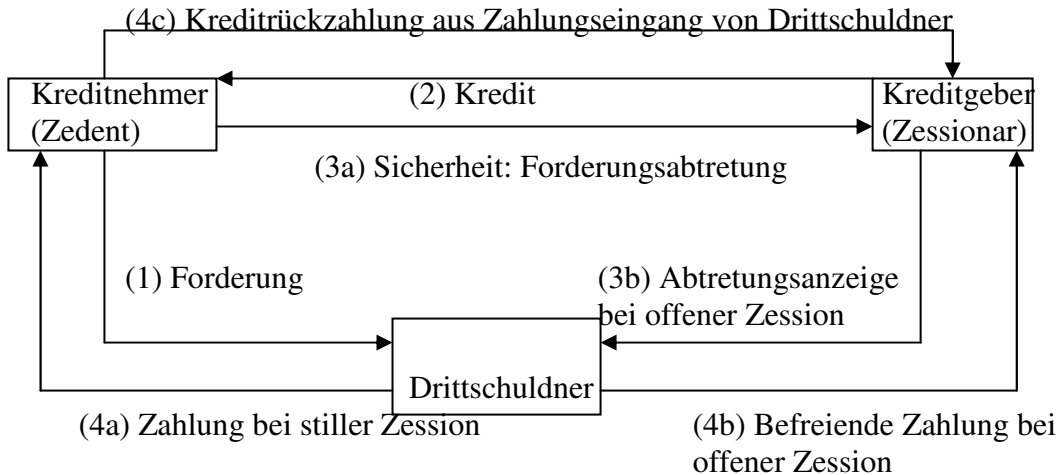 (4c) Kreditrückzahlung aus Zahlungseingang von Drittschuldner
Kreditnehmer
(Zedent)
(2) Kredit
Kreditgeber
(Zessionar)
(3a) Sicherheit: Forderungsabtretung
(1) Forderung
(3b) Abtretungsanzeige
bei offener Zession
Drittschuldner
(4a) Zahlung bei stiller Zession
(4b) Befreiende Zahlung bei
offener Zession